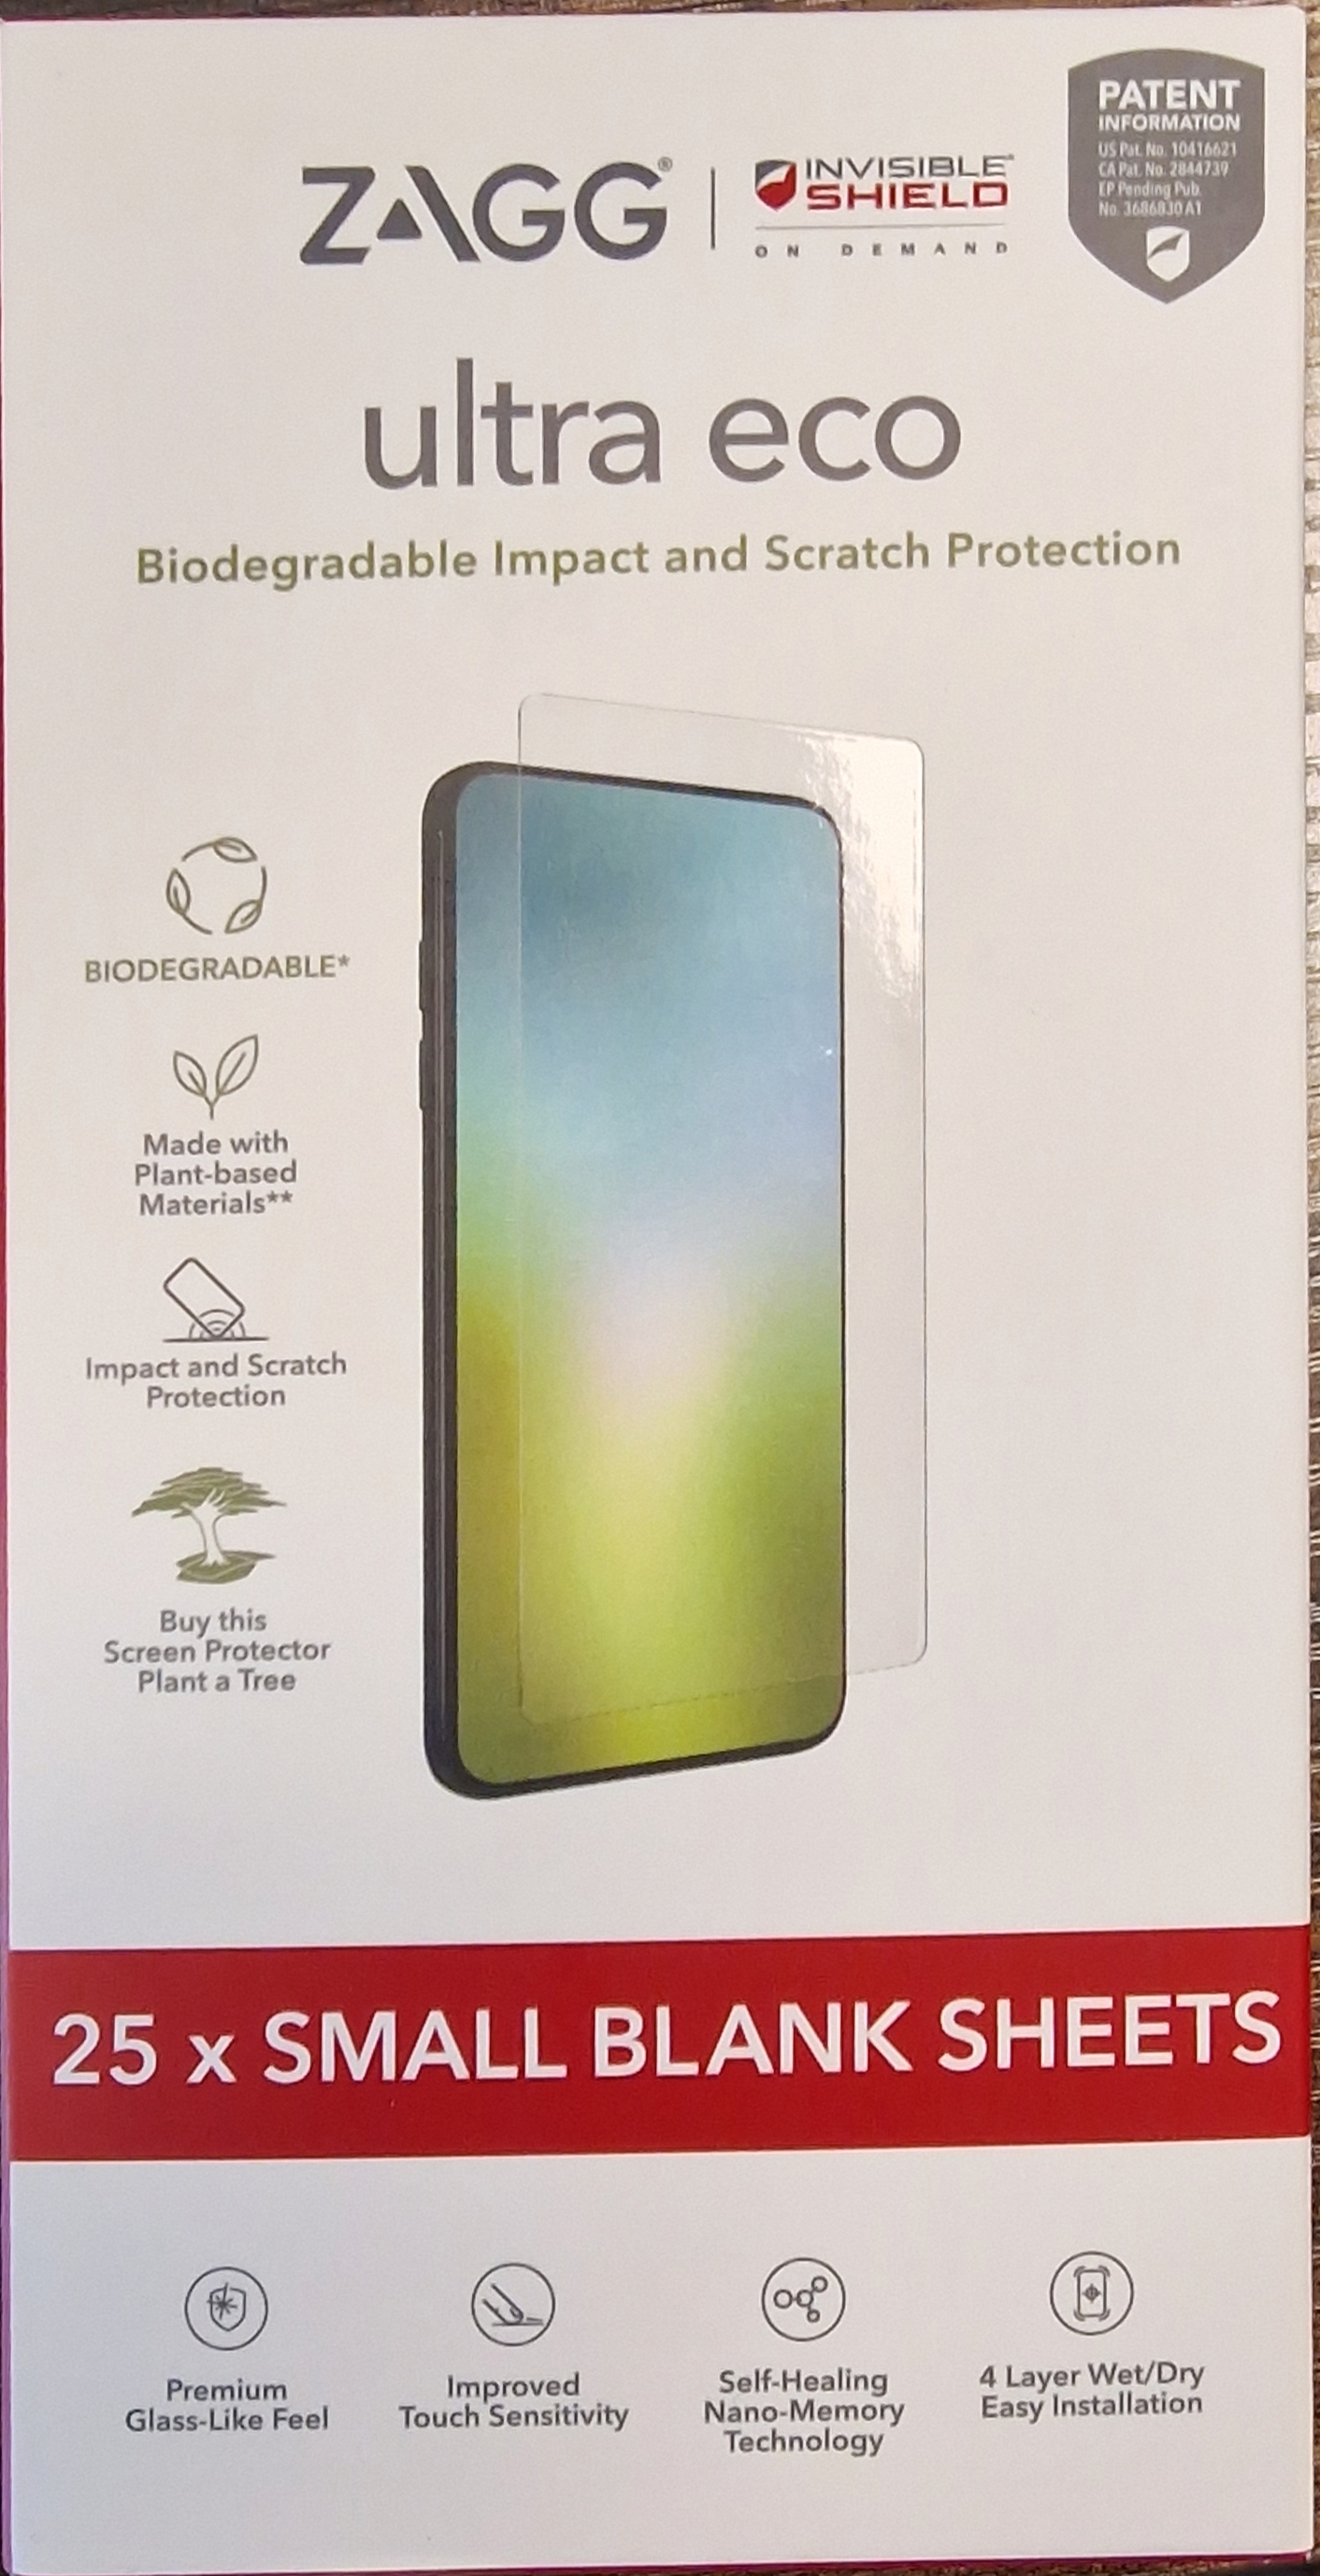 PATENT
INFORMATION
US Pat. No. 10416621
CA Pat. No. 2844739
EP Pending Pub.
No. 3686830 A1
ZAGG®
INVISIBLE
SHIELD
ON DEMAND
ultra eco
Biodegradable Impact and Scratch Protection
BIODEGRADABLE*
Made with
Plant-based
Materials**
Impact and Scratch
Protection
Buy this
Screen Protector
Plant a Tree
25 x SMALL BLANK SHEETS
Premium
Glass-Like Feel
Improved
Touch Sensitivity
Self-Healing
Nano-Memory
Technology
4 Layer Wet/Dry
Easy Installation